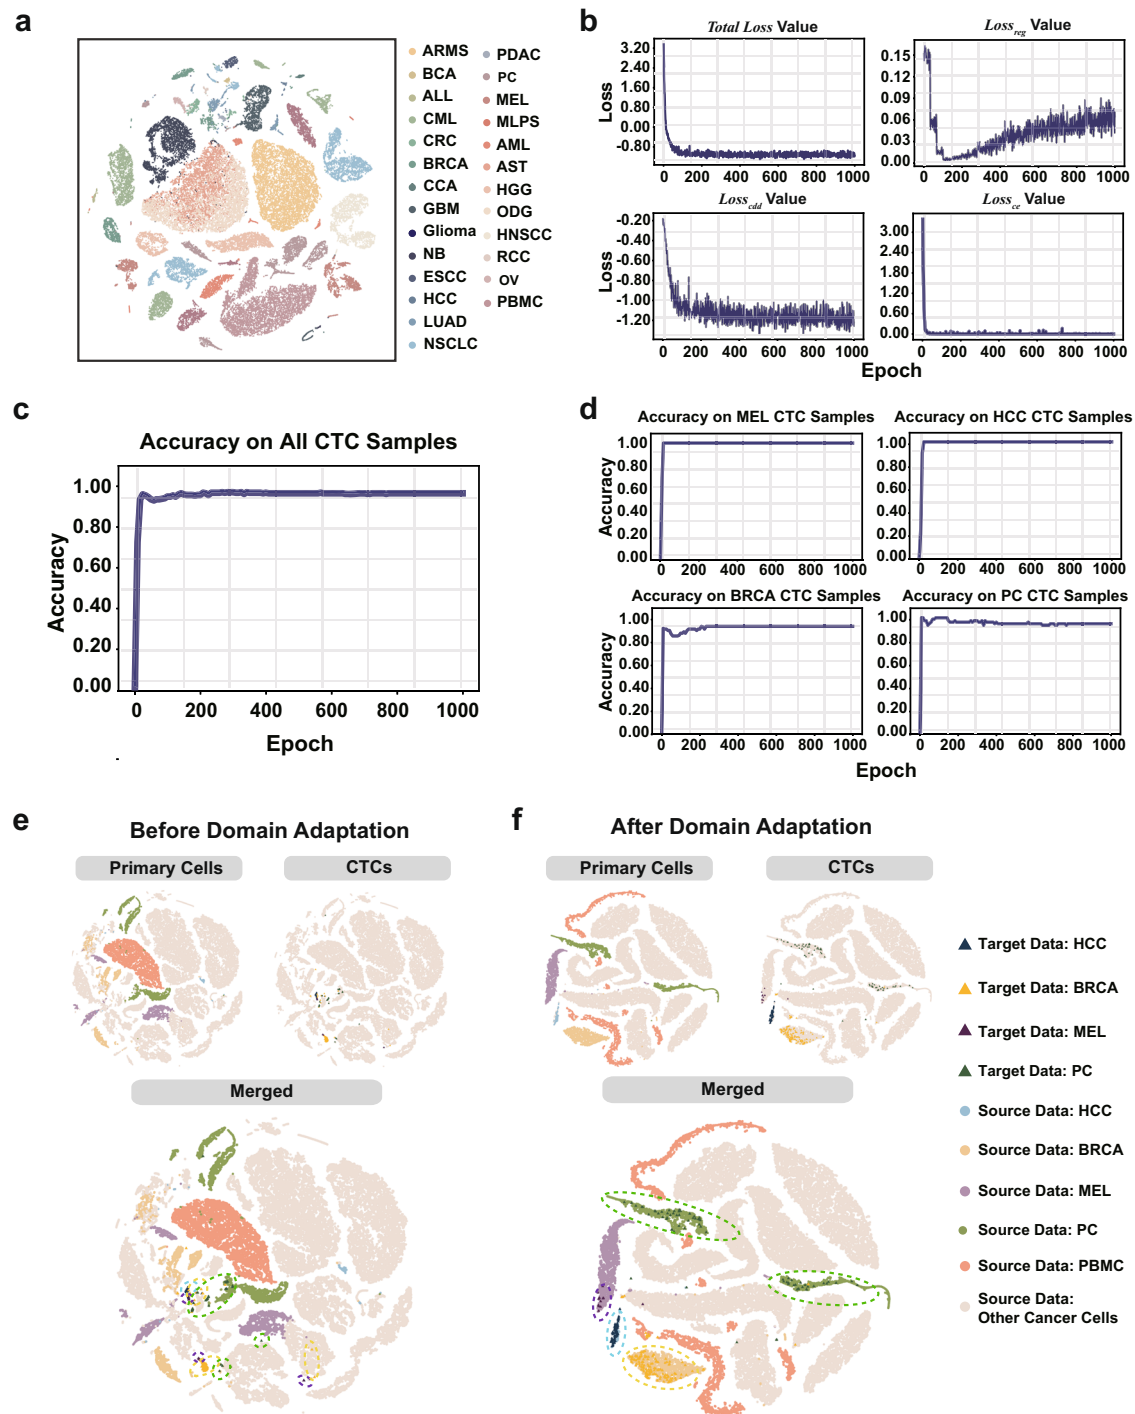 a
ARMS
BCA
ALL
CML
CRC
BRCA
CCA
GBM
Glioma
NB
ESCC
HCC
LUAD
NSCLC
PDAC
PC
MEL
MLPS
AML
AST
HGG
ODG
HNSCC
RCC
OV
PBMC
b
Total Loss Value
Loss
3.20
2.40
1.60
0.80
0.00
-0.80
0 200 400 600 800 1000
Loss_reg Value
0.15
0.12
0.09
0.06
0.03
0.00
0 200 400 600 800 1000
Loss_cdd Value
Loss
-0.20
-0.40
-0.60
-0.80
-1.00
-1.20
0 200 400 600 800 1000
Loss_ce Value
3.00
2.40
1.80
1.20
0.60
0.00
0 200 400 600 800 1000
Epoch
c
Accuracy on All CTC Samples
Accuracy
1.00
0.80
0.60
0.40
0.20
0.00
0 200 400 600 800 1000
Epoch
d
Accuracy on MEL CTC Samples
Accuracy
1.00
0.80
0.60
0.40
0.20
0.00
0 200 400 600 800 1000
Accuracy on HCC CTC Samples
1.00
0.80
0.60
0.40
0.20
0.00
0 200 400 600 800 1000
Accuracy on BRCA CTC Samples
Accuracy
1.00
0.80
0.60
0.40
0.20
0.00
0 200 400 600 800 1000
Accuracy on PC CTC Samples
1.00
0.80
0.60
0.40
0.20
0.00
0 200 400 600 800 1000
Epoch
e
Before Domain Adaptation
Primary Cells
CTCs
Merged
f
After Domain Adaptation
Primary Cells
CTCs
Merged
Target Data: HCC
Target Data: BRCA
Target Data: MEL
Target Data: PC
Source Data: HCC
Source Data: BRCA
Source Data: MEL
Source Data: PC
Source Data: PBMC
Source Data:
Other Cancer Cells